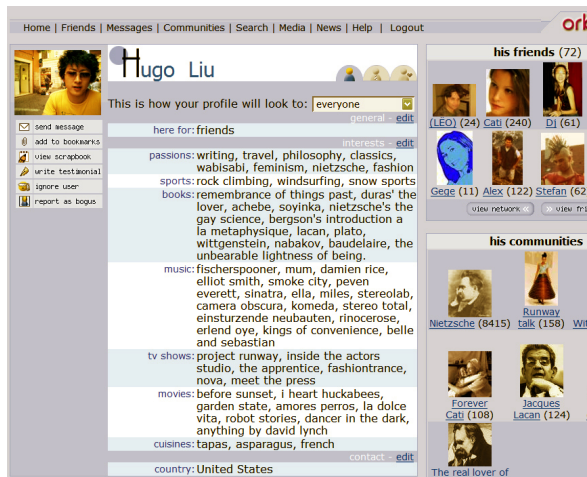 Home | Friends | Messages | Communities | Search | Media | News | Help | Logout
Hugo Liu
This is how your profile will look to: everyone
general - edit
here for: friends
interests - edit
passions: writing, travel, philosophy, classics,
wabisabi, feminism, nietzsche, fashion
sports: rock climbing, windsurfing, snow sports
books: remembrance of things past, duras' the
lover, achebe, soyinka, nietzsche's the
gay science, bergson's introduction a
la metaphysique, lacan, plato,
wittgenstein, nabakov, baudelaire, the
unbearable lightness of being.
music: fischerspooner, mum, damien rice,
elliot smith, smoke city, peven
everett, sinatra, ella, miles, stereolab,
camera obscura, komeda, stereo total,
einsturzende neubauten, rinocerose,
erlend oye, kings of convenience, belle
and sebastian
tv shows: project runway, inside the actors
studio, the apprentice, fashiontrance,
nova, meet the press
movies: before sunset, i heart huckabees,
garden state, amores perros, la dolce
vita, robot stories, dancer in the dark,
anything by david lynch
cuisines: tapas, asparagus, french
contact - edit
country: United States
send message
add to bookmarks
view scrapbook
write testimonial
ignore user
report as bogus
ork
his friends (72)
(LEO) (24) Cati (240) Dj (61)
Gege (11) Alex (122) Stefan (62
view network « » view fri
his communities
Nietzsche (8415)
Runway
talk (158)
Wit
Forever
Cati (108)
Jacques
Lacan (124)
The real lover of